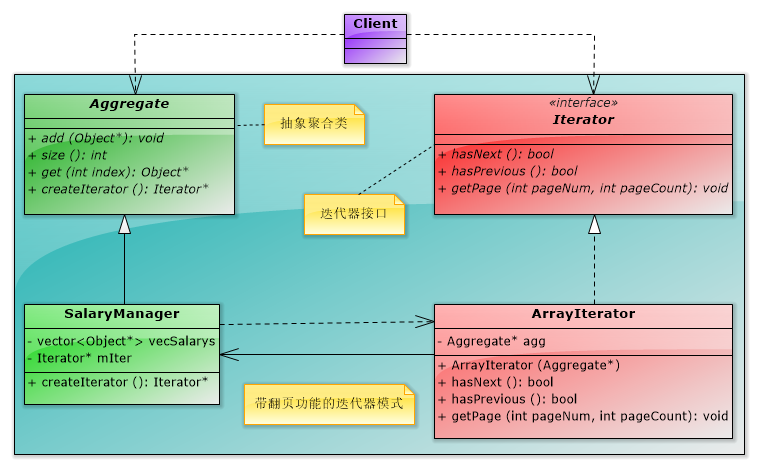 Client
Aggregate
+ add (Object*): void
+ size (): int
+ get (int index): Object*
+ createIterator (): Iterator*
抽象聚合类
«interface»
Iterator
+ hasNext (): bool
+ hasPrevious (): bool
+ getPage (int pageNum, int pageCount): void
迭代器接口
SalaryManager
- vector<Object*> vecSalarys
- Iterator* mIter
+ createIterator (): Iterator*
ArrayIterator
- Aggregate* agg
+ ArrayIterator (Aggregate*)
+ hasNext (): bool
+ hasPrevious (): bool
+ getPage (int pageNum, int pageCount): void
带翻页功能的迭代器模式